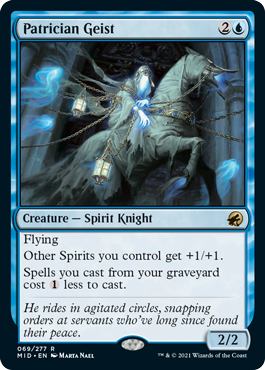 Patrician Geist 2
Creature — Spirit Knight
Flying
Other Spirits you control get +1/+1.
Spells you cast from your graveyard
cost 1 less to cast.
He rides in agitated circles, snapping
orders at servants who've long since found
their peace.
2/2
069/277 R
MID • EN Marta Nael
™ & © 2021 Wizards of the Coast